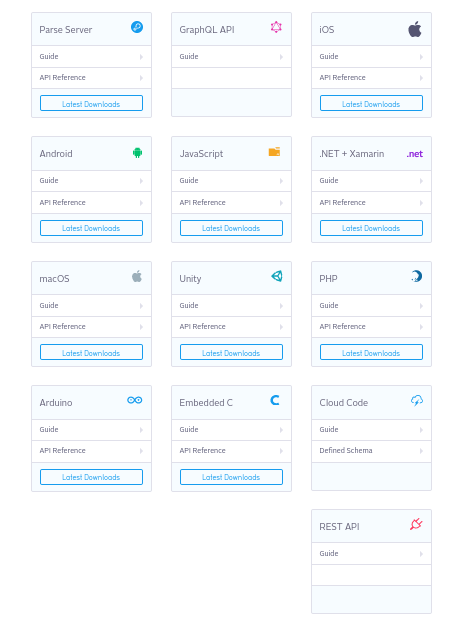 Parse Server
Guide
API Reference
Latest Downloads
GraphQL API
Guide
iOS
Guide
API Reference
Latest Downloads
Android
Guide
API Reference
Latest Downloads
JavaScript
Guide
API Reference
Latest Downloads
.NET + Xamarin .net
Guide
API Reference
Latest Downloads
macOS
Guide
API Reference
Latest Downloads
Unity
Guide
API Reference
Latest Downloads
PHP
Guide
API Reference
Latest Downloads
Arduino
Guide
API Reference
Latest Downloads
Embedded C C
Guide
API Reference
Latest Downloads
Cloud Code
Guide
Defined Schema
REST API
Guide